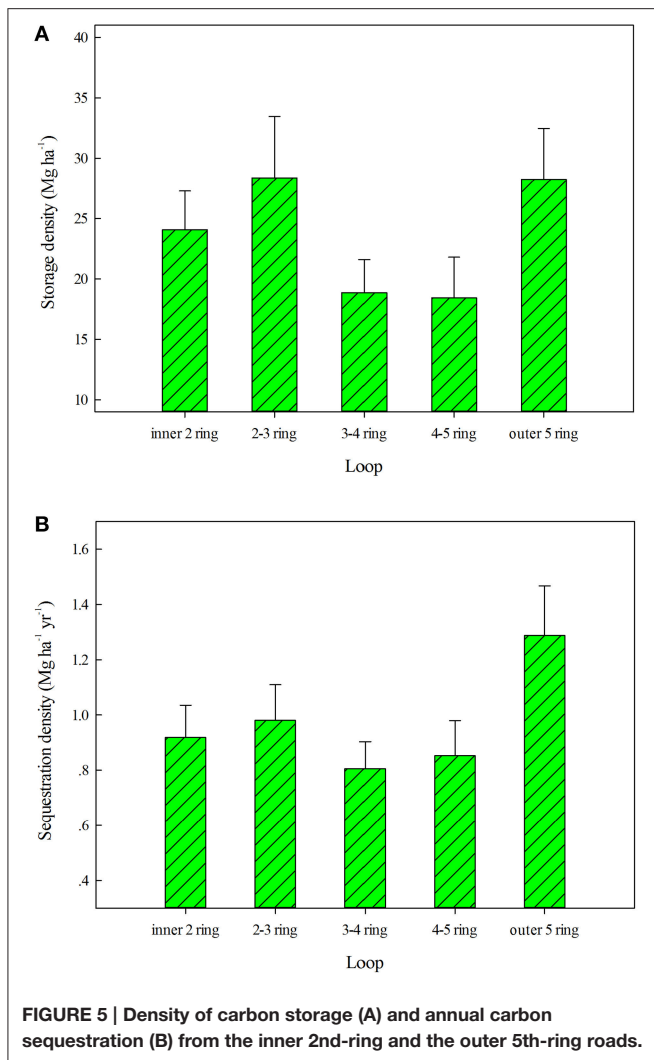 A
40
35
30
25
20
15
10
Storage density (Mg ha⁻¹)
inner 2 ring 2-3 ring 3-4 ring 4-5 ring outer 5 ring
Loop
B
1.6
1.4
1.2
1.0
.8
.6
.4
Sequestration density (Mg ha⁻¹ yr⁻¹)
inner 2 ring 2-3 ring 3-4 ring 4-5 ring outer 5 ring
Loop
FIGURE 5 | Density of carbon storage (A) and annual carbon
sequestration (B) from the inner 2nd-ring and the outer 5th-ring roads.